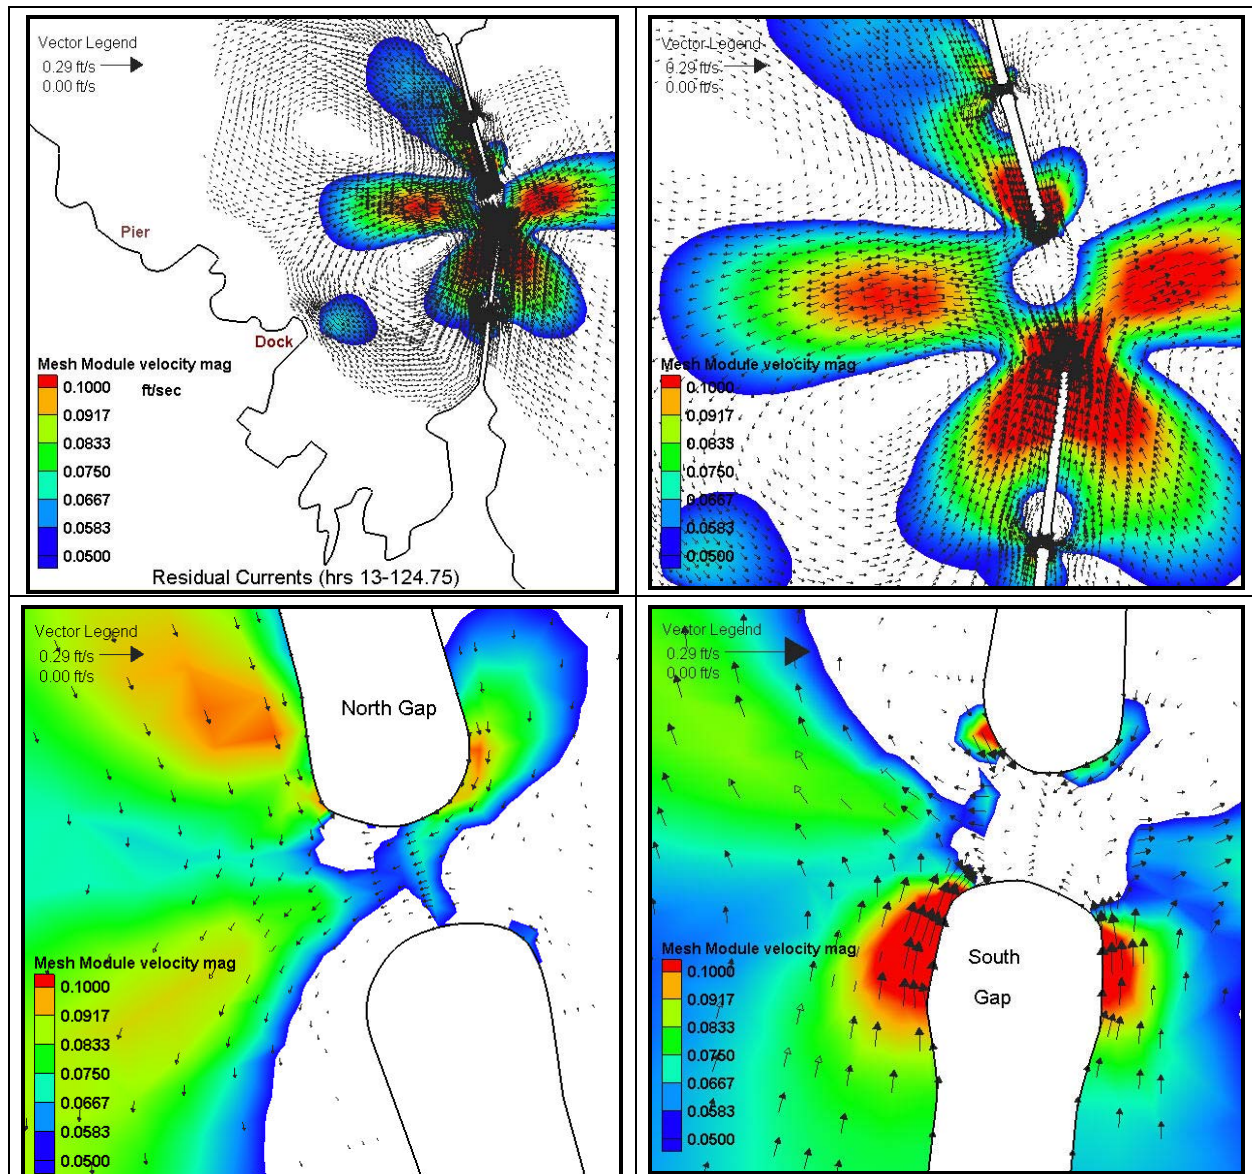 Vector Legend
0.29 ft/s
0.00 ft/s
Pier
Dock
Mesh Module velocity mag
ft/sec
0.1000
0.0917
0.0833
0.0750
0.0667
0.0583
0.0500
Residual Currents (hrs 13-124.75)
Vector Legend
0.29 ft/s
0.00 ft/s
Mesh Module velocity mag
0.1000
0.0917
0.0833
0.0750
0.0667
0.0583
0.0500
Vector Legend
0.29 ft/s
0.00 ft/s
North Gap
Mesh Module velocity mag
0.1000
0.0917
0.0833
0.0750
0.0667
0.0583
0.0500
Vector Legend
0.29 ft/s
0.00 ft/s
South
Gap
Mesh Module velocity mag
0.1000
0.0917
0.0833
0.0750
0.0667
0.0583
0.0500